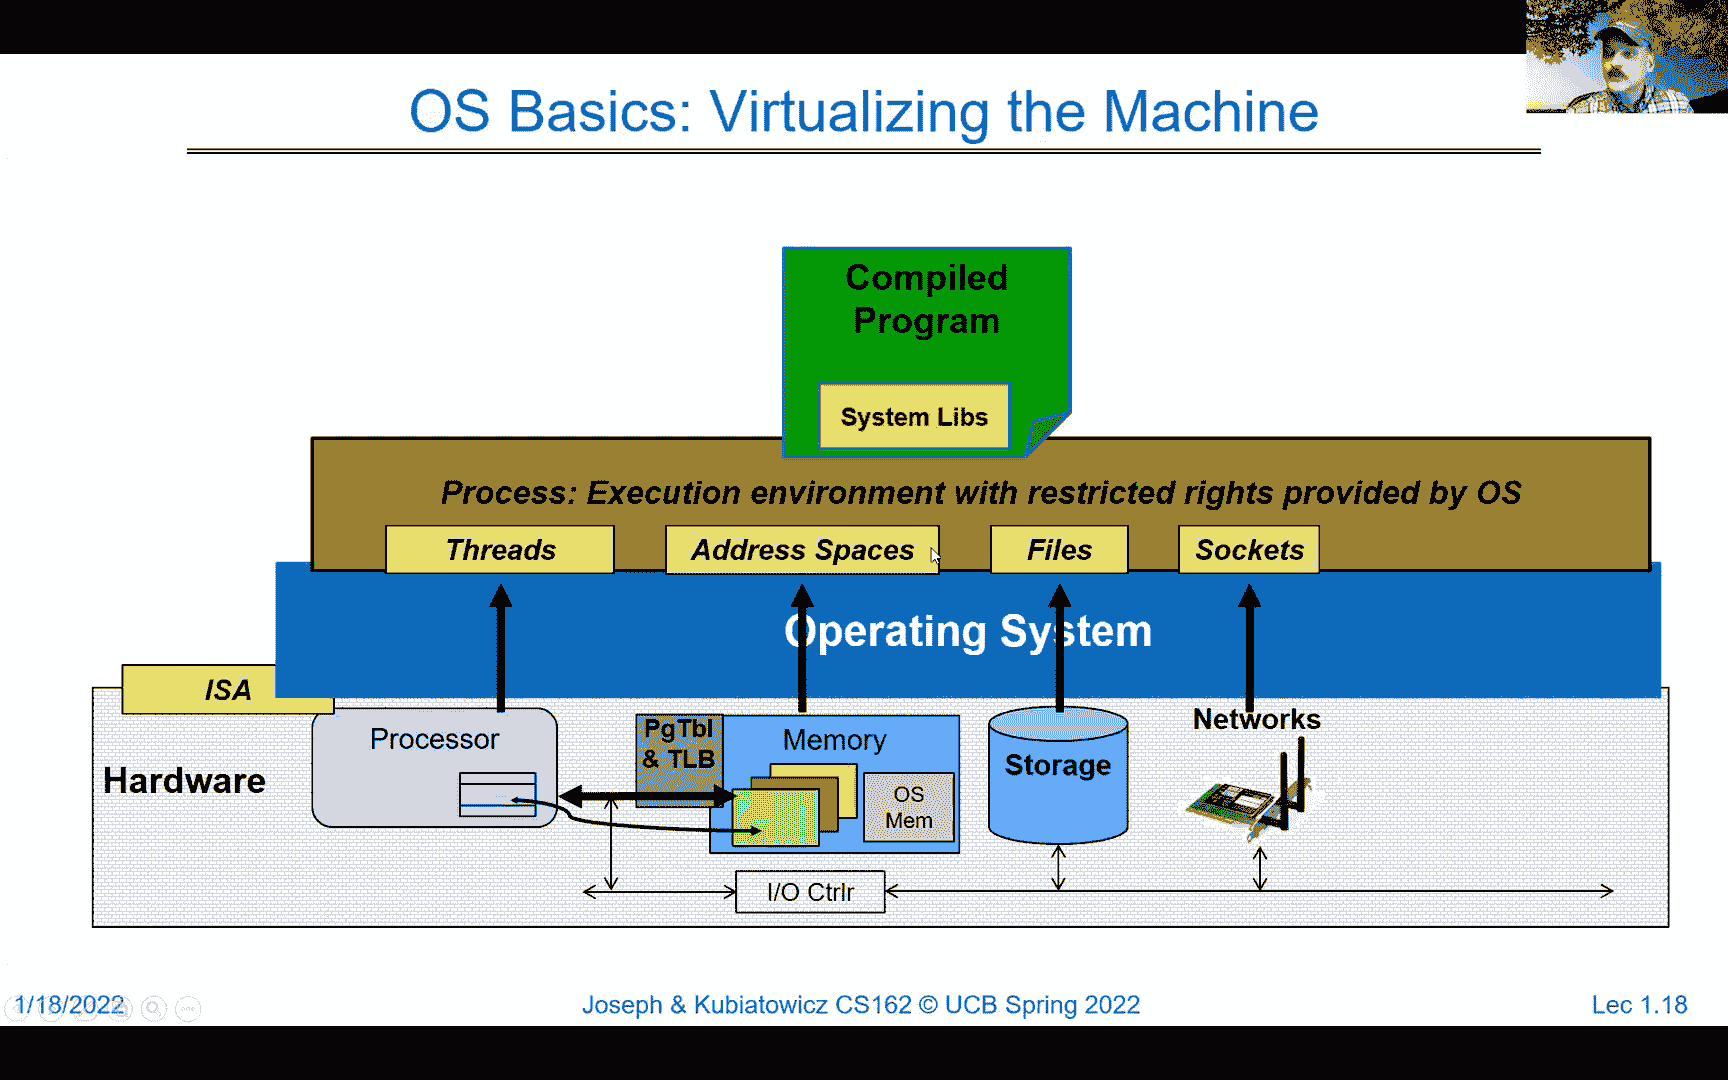 OS Basics: Virtualizing the Machine
Compiled
Program
System Libs
Process: Execution environment with restricted rights provided by OS
Threads
Address Spaces
Files
Sockets
Operating System
ISA
Hardware
Processor
PgTbl
& TLB
Memory
OS
Mem
Storage
Networks
I/O Ctrlr
1/18/2022
Joseph & Kubiatowicz CS162 © UCB Spring 2022
Lec 1.18